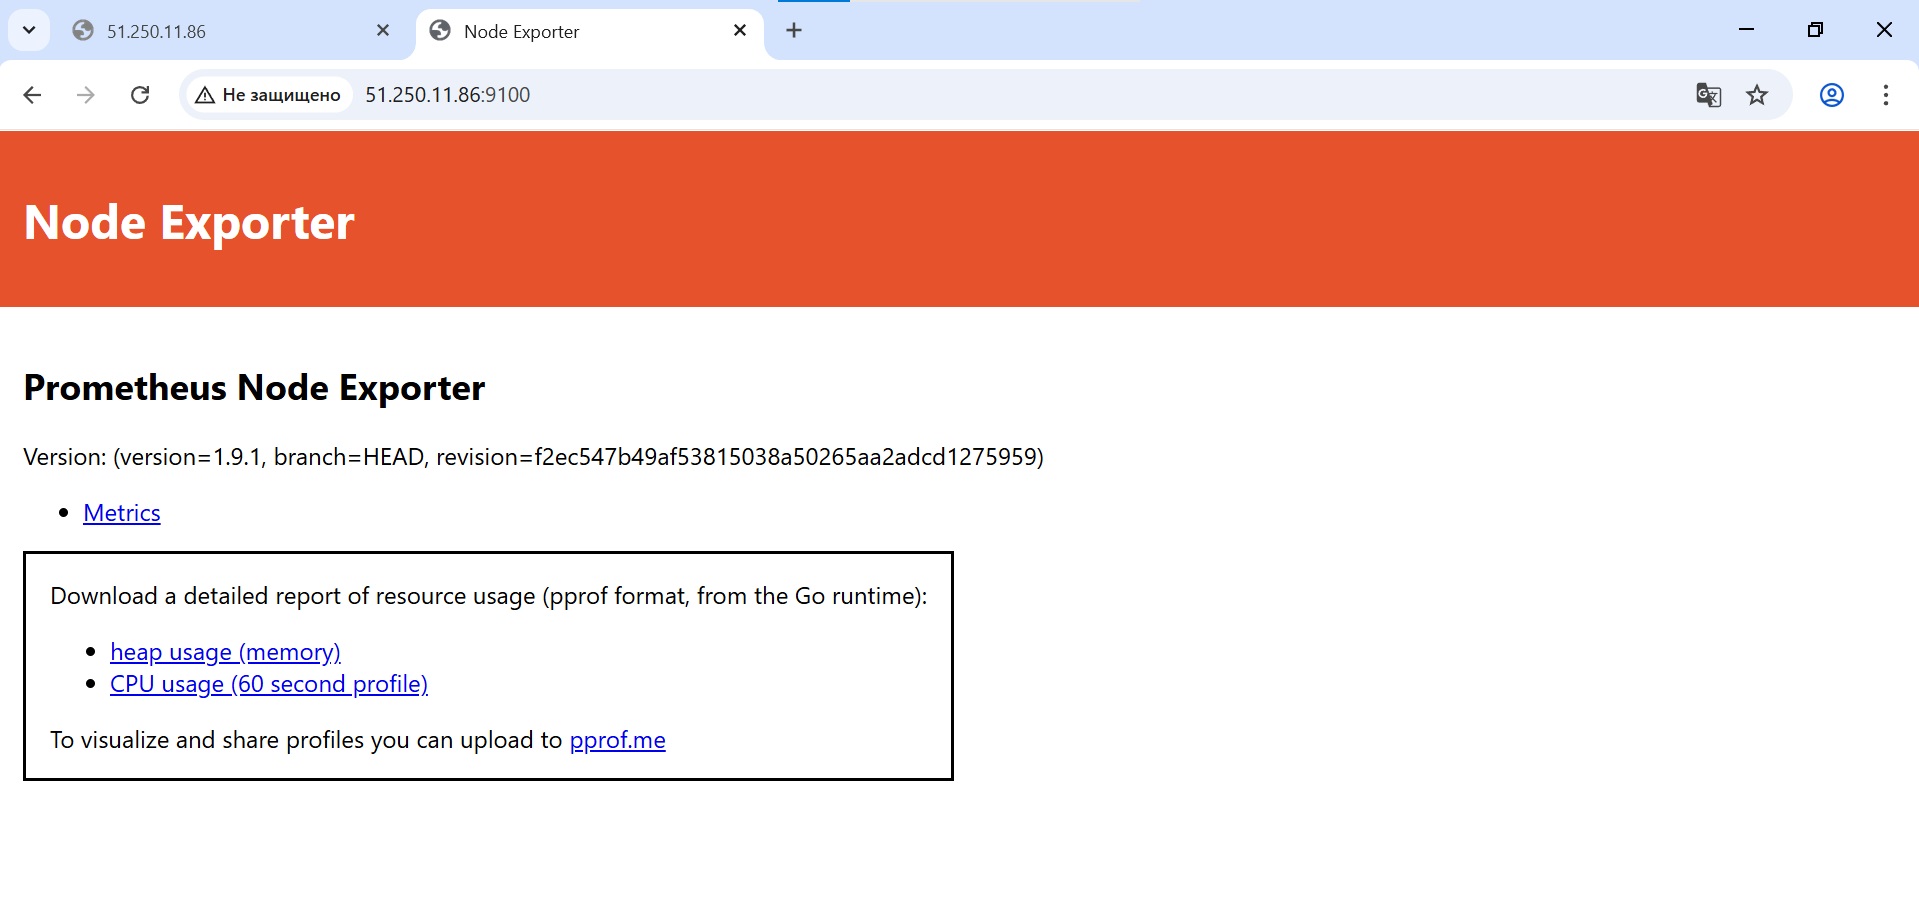 51.250.11.86
Node Exporter
Не защищено
51.250.11.86:9100
Node Exporter
Prometheus Node Exporter
Version: (version=1.9.1, branch=HEAD, revision=f2ec547b49af53815038a50265aa2adcd1275959)
Metrics
Download a detailed report of resource usage (pprof format, from the Go runtime):
heap usage (memory)
CPU usage (60 second profile)
To visualize and share profiles you can upload to pprof.me